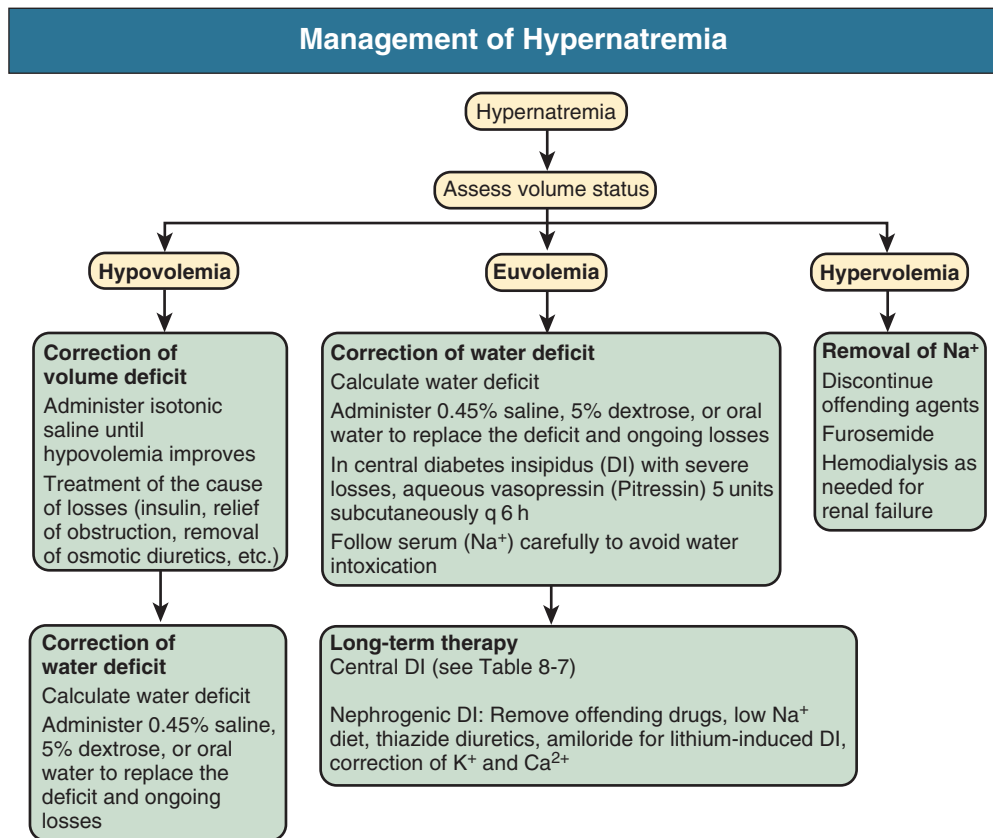 Management of Hypernatremia
Hypernatremia
Assess volume status
Hypovolemia
Euvolemia
Hypervolemia
Correction of
volume deficit
Administer isotonic
saline until
hypovolemia improves
Treatment of the cause
of losses (insulin, relief
of obstruction, removal
of osmotic diuretics, etc.)
Correction of water deficit
Calculate water deficit
Administer 0.45% saline, 5% dextrose, or oral
water to replace the deficit and ongoing losses
In central diabetes insipidus (DI) with severe
losses, aqueous vasopressin (Pitressin) 5 units
subcutaneously q 6 h
Follow serum (Na⁺) carefully to avoid water
intoxication
Removal of Na⁺
Discontinue
offending agents
Furosemide
Hemodialysis as
needed for
renal failure
Correction of
water deficit
Calculate water deficit
Administer 0.45% saline,
5% dextrose, or oral
water to replace the
deficit and ongoing
losses
Long-term therapy
Central DI (see Table 8-7)
Nephrogenic DI: Remove offending drugs, low Na⁺
diet, thiazide diuretics, amiloride for lithium-induced DI,
correction of K⁺ and Ca²⁺